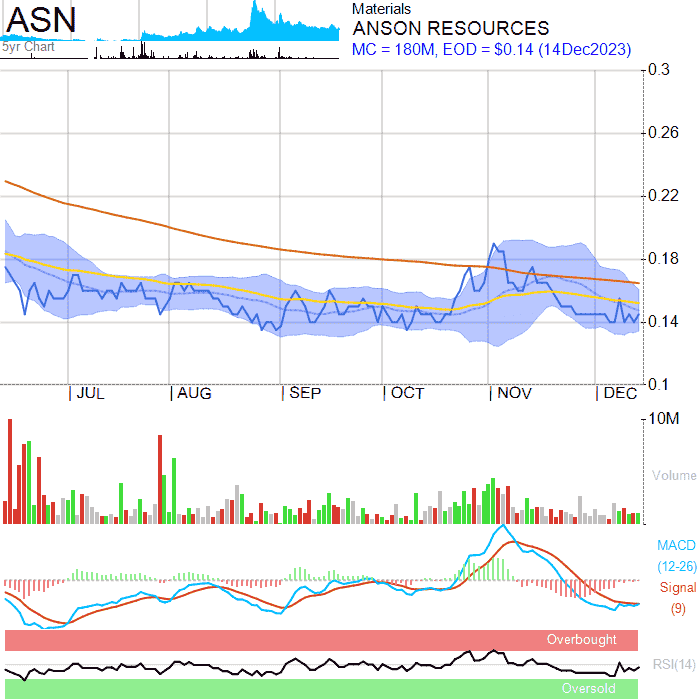 ASN
5yr Chart
Materials
ANSON RESOURCES
MC = 180M, EOD = $0.14 (14Dec2023)
0.3
0.26
0.22
0.18
0.14
0.1
JUL AUG SEP OCT NOV DEC
10M
Volume
MACD
(12-26)
Signal
(9)
Overbought
RSI(14)
Oversold